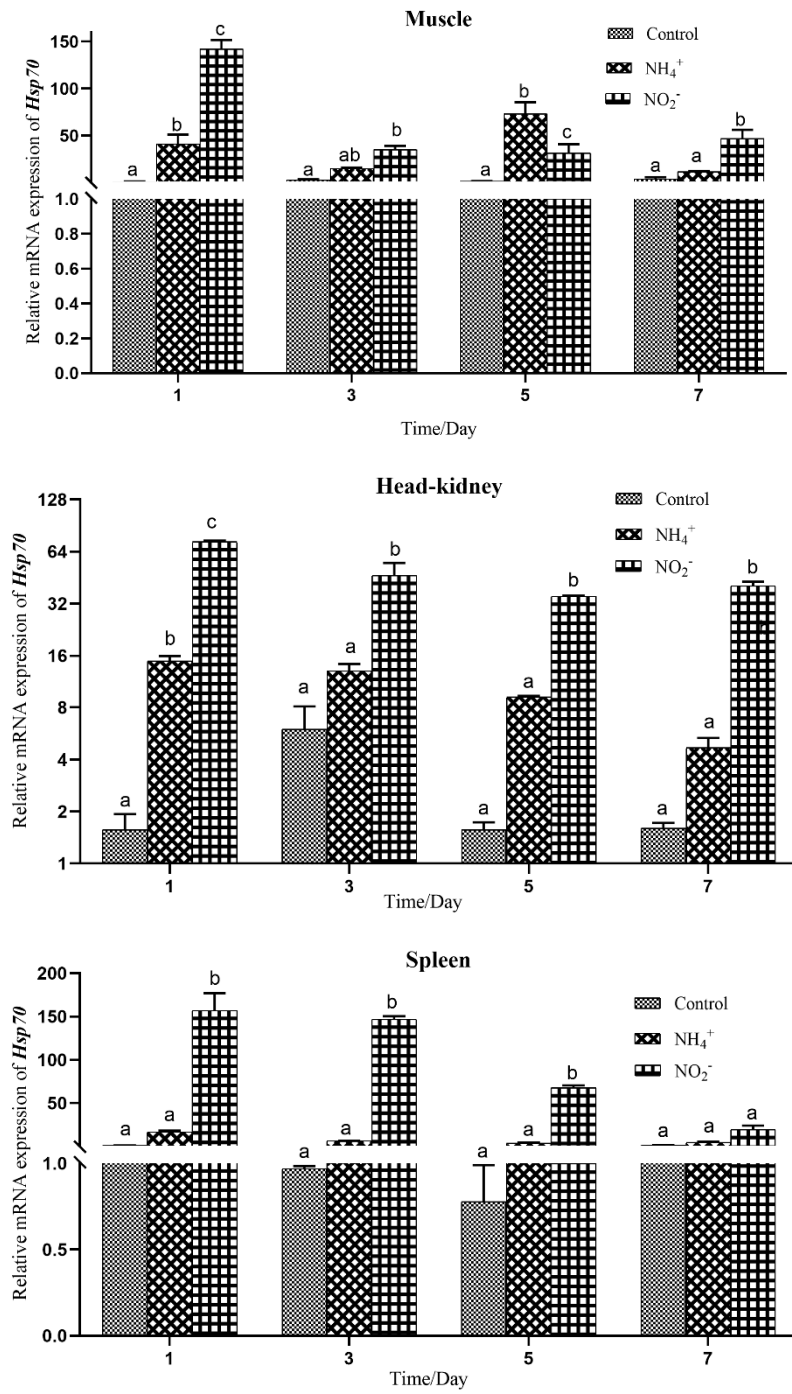 Muscle
Relative mRNA expression of Hsp70
150
100
50
1.0
0.8
0.6
0.4
0.2
0.0
Control
NH₄⁺
NO₂⁻
a b c
a ab b
a b c
a a b
1 3 5 7
Time/Day
Head-kidney
Relative mRNA expression of Hsp70
128
64
32
16
8
4
2
1
Control
NH₄⁺
NO₂⁻
a b c
a a b
a a b
a a b
1 3 5 7
Time/Day
Spleen
Relative mRNA expression of Hsp70
200
150
100
50
1.0
0.5
0.0
Control
NH₄⁺
NO₂⁻
a a b
a a b
a a b
a a a
1 3 5 7
Time/Day